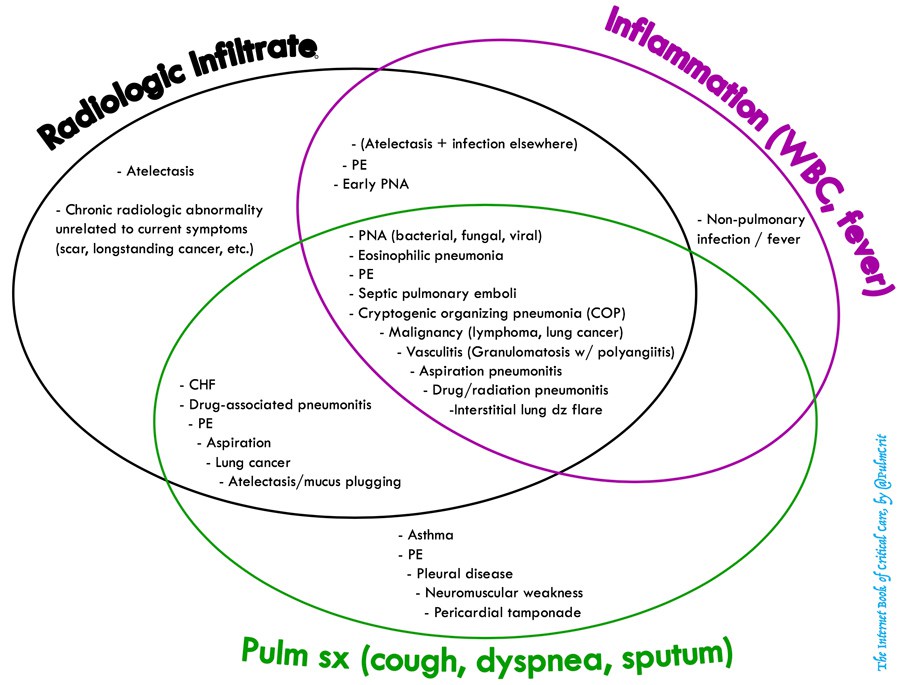 Radiologic Infiltrate
Inflammation (WBC, fever)
- (Atelectasis + infection elsewhere)
- PE
- Early PNA
- Atelectasis
- Chronic radiologic abnormality
unrelated to current symptoms
(scar, longstanding cancer, etc.)
- Non-pulmonary
infection / fever
- PNA (bacterial, fungal, viral)
- Eosinophilic pneumonia
- PE
- Septic pulmonary emboli
- Cryptogenic organizing pneumonia (COP)
- Malignancy (lymphoma, lung cancer)
- Vasculitis (Granulomatosis w/ polyangiitis)
- Aspiration pneumonitis
- Drug/radiation pneumonitis
-Interstitial lung dz flare
- CHF
- Drug-associated pneumonitis
- PE
- Aspiration
- Lung cancer
- Atelectasis/mucus plugging
- Asthma
- PE
- Pleural disease
- Neuromuscular weakness
- Pericardial tamponade
Pulm sx (cough, dyspnea, sputum)
The Internet Book of Critical Care, by @PulmCrit